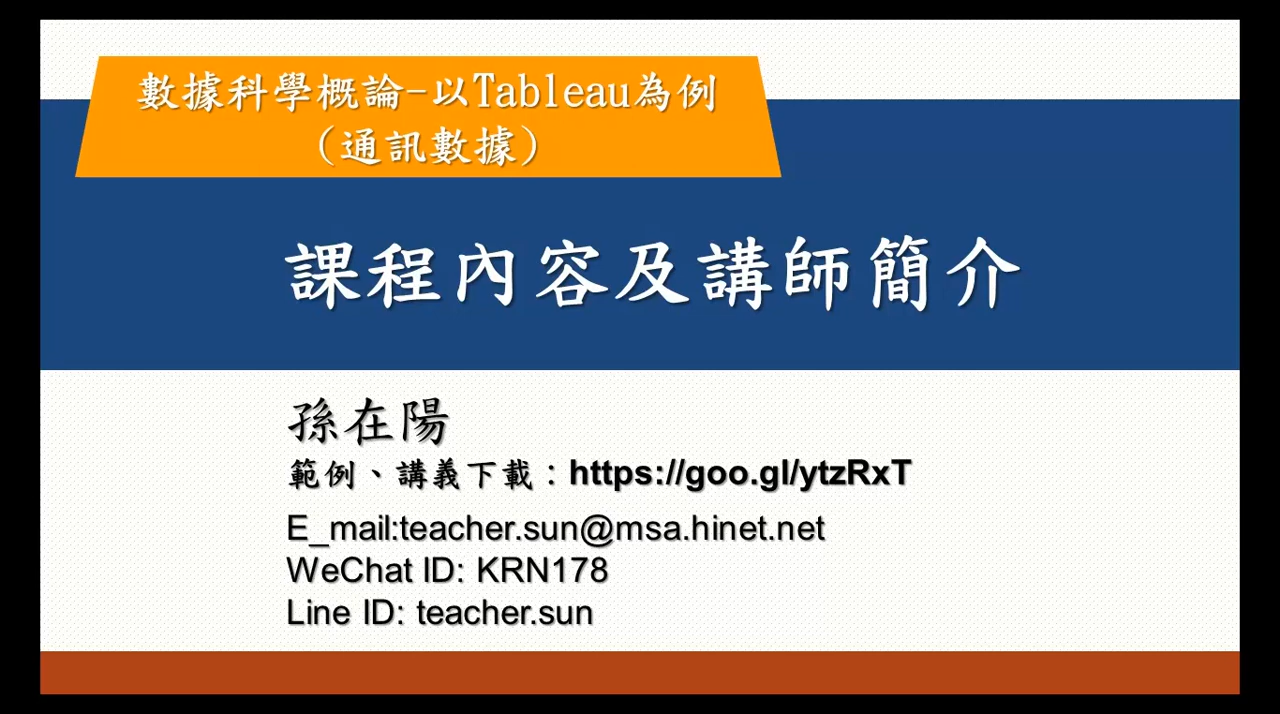 數據科學概論-以Tableau為例
(通訊數據)
課程內容及講師簡介
孫在陽
範例、講義下載：https://goo.gl/ytzRxT
E_mail:teacher.sun@msa.hinet.net
WeChat ID: KRN178
Line ID: teacher.sun